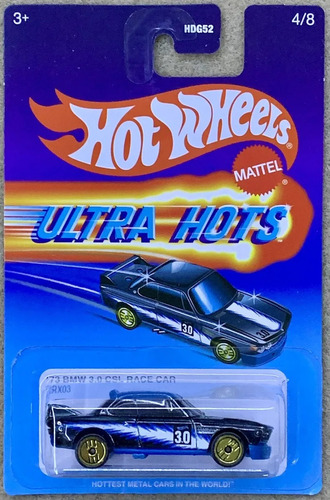 3+
HDG52
4/8
HOT WHEELS
MATTEL
ULTRA HOTS
30
'73 BMW 3.0 CSL RACE CAR
30
HOTTEST METAL CARS IN THE WORLD!